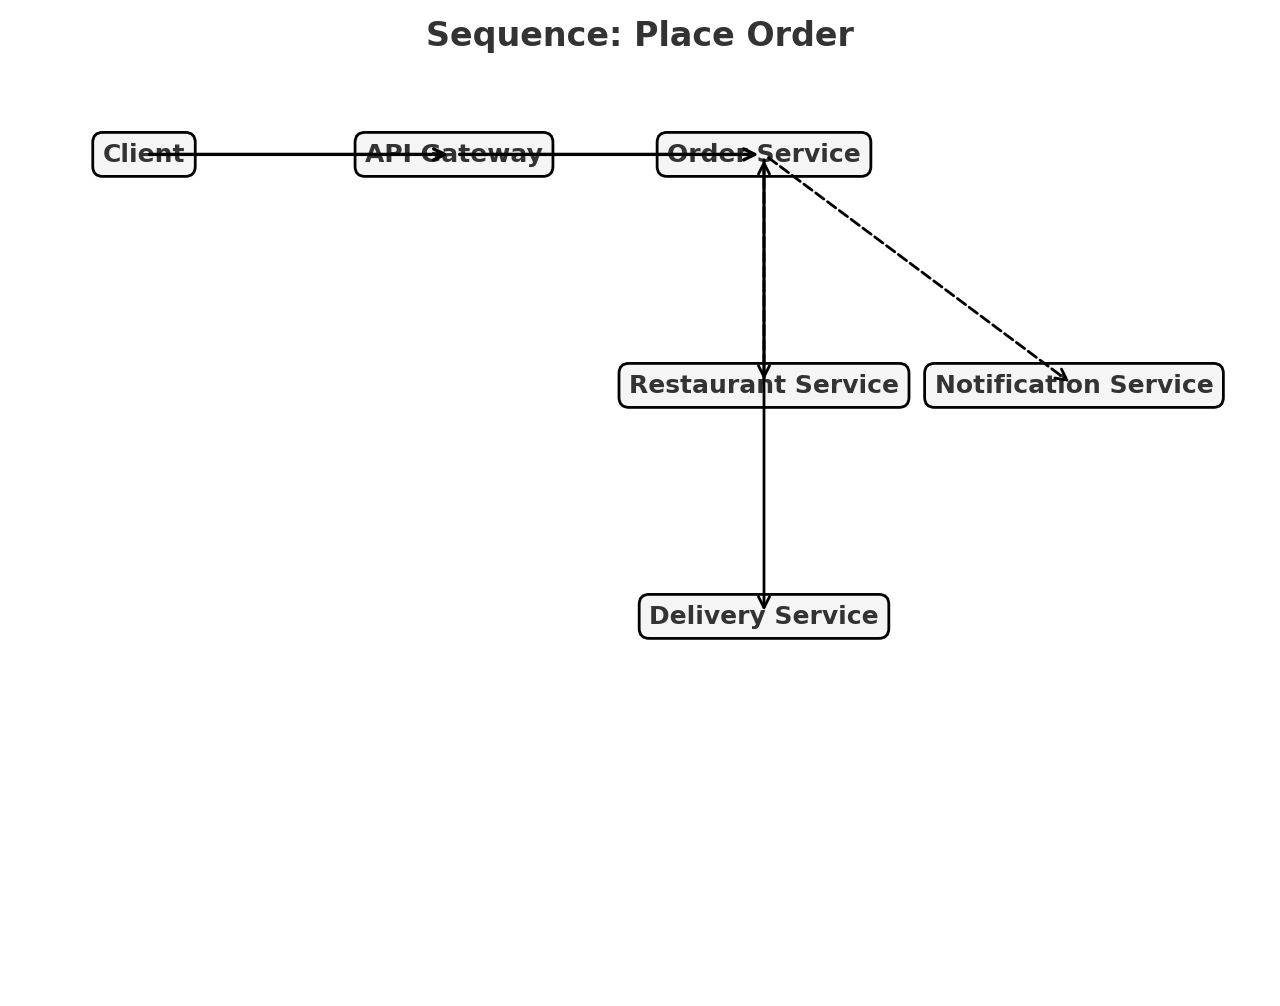 Sequence: Place Order
Client
API Gateway
Order Service
Restaurant Service
Notification Service
Delivery Service